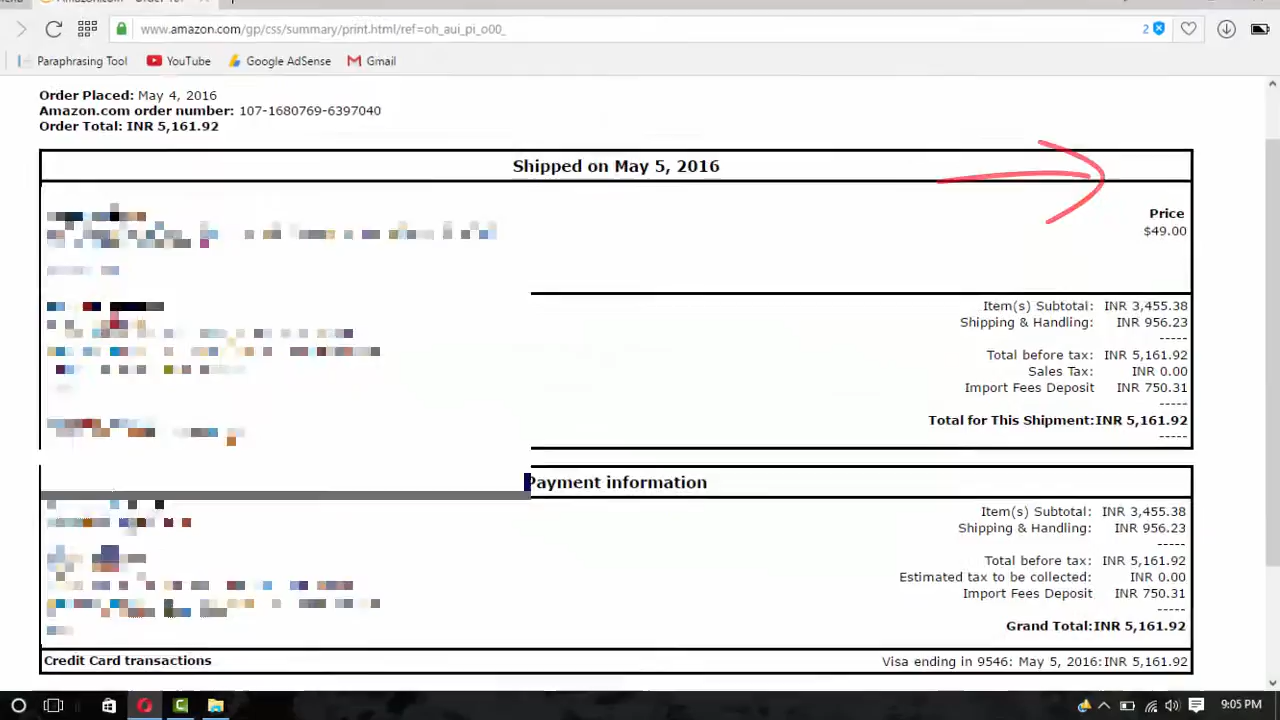 www.amazon.com/gp/css/summary/print.html/ref=oh_aui_pi_o00_
2
Paraphrasing Tool
YouTube
Google AdSense
Gmail
Order Placed: May 4, 2016
Amazon.com order number: 107-1680769-6397040
Order Total: INR 5,161.92
Shipped on May 5, 2016
Price
$49.00
Item(s) Subtotal: INR 3,455.38
Shipping & Handling: INR 956.23
-----
Total before tax: INR 5,161.92
Sales Tax: INR 0.00
Import Fees Deposit INR 750.31
-----
Total for This Shipment:INR 5,161.92
-----
Payment information
Item(s) Subtotal: INR 3,455.38
Shipping & Handling: INR 956.23
-----
Total before tax: INR 5,161.92
Estimated tax to be collected: INR 0.00
Import Fees Deposit INR 750.31
-----
Grand Total:INR 5,161.92
Credit Card transactions
Visa ending in 9546: May 5, 2016:INR 5,161.92
9:05 PM